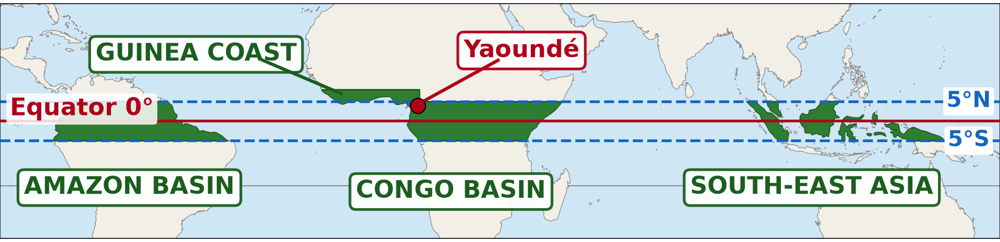 GUINEA COAST
Yaoundé
Equator 0°
5°N
5°S
AMAZON BASIN
CONGO BASIN
SOUTH-EAST ASIA